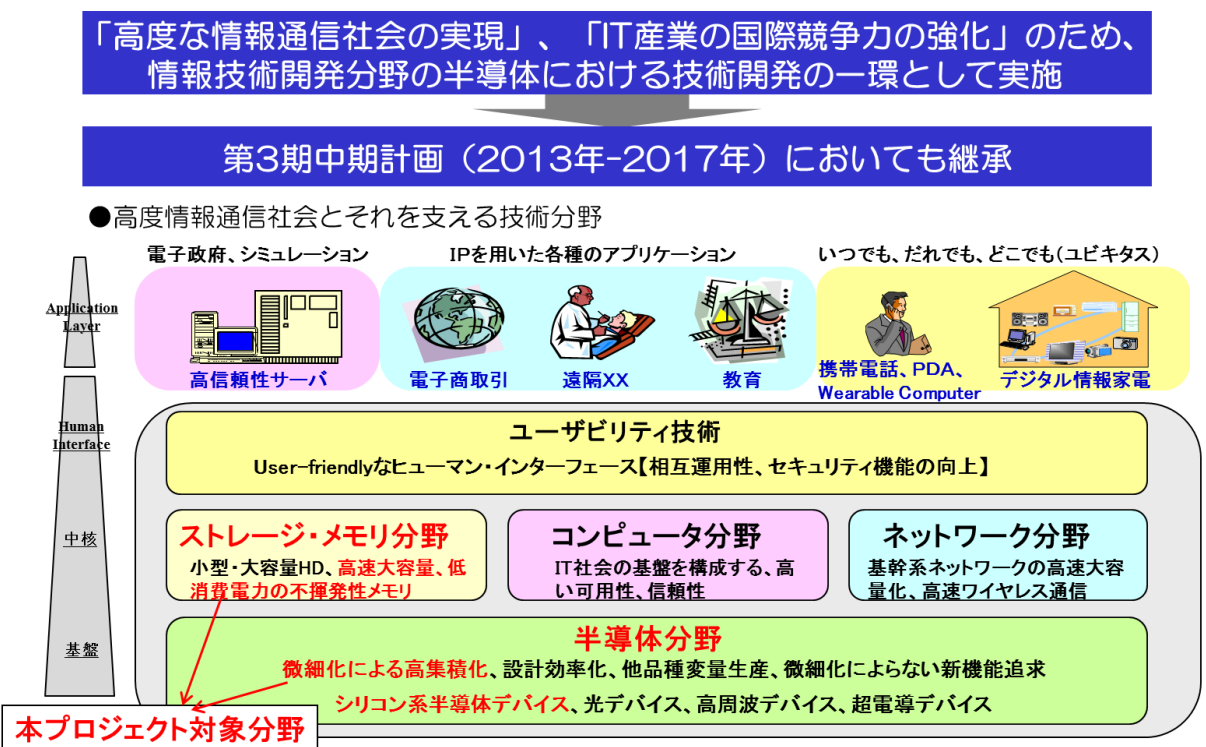 「高度な情報通信社会の実現」、「IT産業の国際競争力の強化」のため、
情報技術開発分野の半導体における技術開発の一環として実施
第3期中期計画（2013年-2017年）においても継承
●高度情報通信社会とそれを支える技術分野
電子政府、シミュレーション
IPを用いた各種のアプリケーション
いつでも、だれでも、どこでも(ユビキタス)
Application
Layer
高信頼性サーバ
電子商取引
遠隔XX
教育
携帯電話、PDA、
Wearable Computer
デジタル情報家電
Human
Interface
ユーザビリティ技術
User-friendlyなヒューマン・インターフェース【相互運用性、セキュリティ機能の向上】
中核
ストレージ・メモリ分野
小型・大容量HD、高速大容量、低
消費電力の不揮発性メモリ
コンピュータ分野
IT社会の基盤を構成する、高
い可用性、信頼性
ネットワーク分野
基幹系ネットワークの高速大容
量化、高速ワイヤレス通信
基盤
半導体分野
微細化による高集積化、設計効率化、他品種変量生産、微細化によらない新機能追求
シリコン系半導体デバイス、光デバイス、高周波デバイス、超電導デバイス
本プロジェクト対象分野